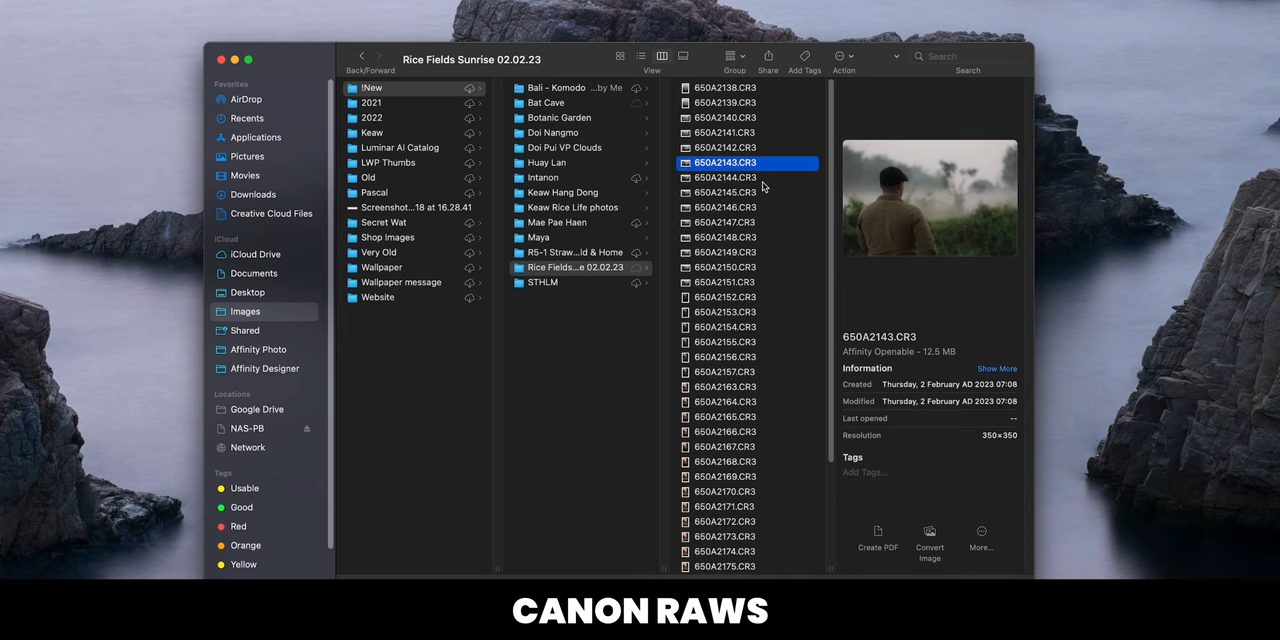 Rice Fields Sunrise 02.02.23
Back/Forward
View
Group
Share
Add Tags
Action
Search
Search
Favorites
AirDrop
Recents
Applications
Pictures
Movies
Downloads
Creative Cloud Files
iCloud
iCloud Drive
Documents
Desktop
Images
Shared
Affinity Photo
Affinity Designer
Locations
Google Drive
NAS-PB
Network
Tags
Usable
Good
Red
Orange
Yellow
!New
2021
2022
Keaw
Luminar AI Catalog
LWP Thumbs
Old
Pascal
Screenshot...18 at 16.28.41
Secret Wat
Shop Images
Very Old
Wallpaper
Wallpaper message
Website
Bali - Komodo ...by Me
Bat Cave
Botanic Garden
Doi Nangmo
Doi Pui VP Clouds
Huay Lan
Intanon
Keaw Hang Dong
Keaw Rice Life photos
Mae Pae Haen
Maya
R5-1 Straw...ld & Home
Rice Fields...e 02.02.23
STHLM
650A2138.CR3
650A2139.CR3
650A2140.CR3
650A2141.CR3
650A2142.CR3
650A2143.CR3
650A2144.CR3
650A2145.CR3
650A2146.CR3
650A2147.CR3
650A2148.CR3
650A2149.CR3
650A2150.CR3
650A2151.CR3
650A2152.CR3
650A2153.CR3
650A2154.CR3
650A2155.CR3
650A2156.CR3
650A2157.CR3
650A2163.CR3
650A2164.CR3
650A2165.CR3
650A2166.CR3
650A2167.CR3
650A2168.CR3
650A2169.CR3
650A2170.CR3
650A2171.CR3
650A2172.CR3
650A2173.CR3
650A2174.CR3
650A2175.CR3
650A2143.CR3
Affinity Openable - 12.5 MB
Information Show More
Created Thursday, 2 February AD 2023 07:08
Modified Thursday, 2 February AD 2023 07:08
Last opened --
Resolution 350×350
Tags
Add Tags...
Create PDF
Convert Image
More...
CANON RAWS